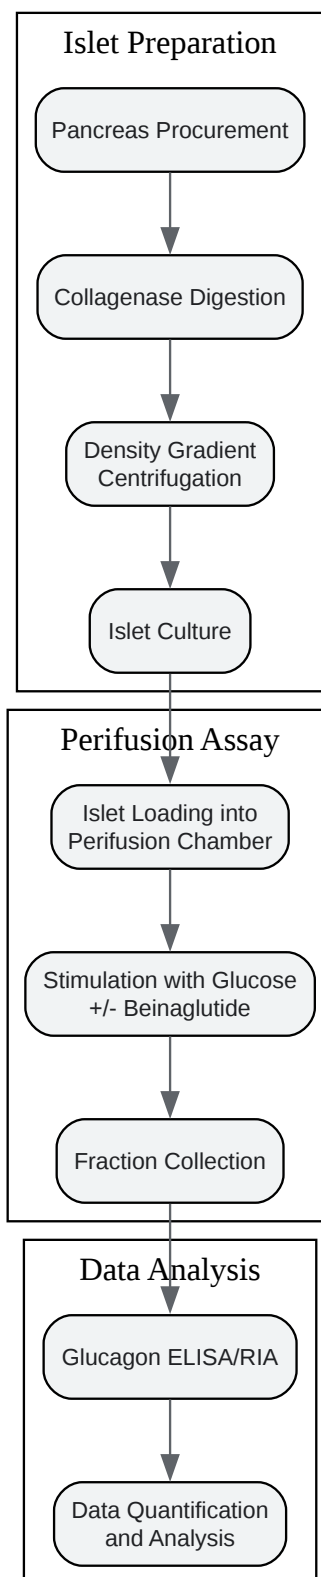 Islet Preparation
Pancreas Procurement
Collagenase Digestion
Density Gradient
Centrifugation
Islet Culture
Perifusion Assay
Islet Loading into
Perifusion Chamber
Stimulation with Glucose
+/- Beinaglutide
Fraction Collection
Data Analysis
Glucagon ELISA/RIA
Data Quantification
and Analysis